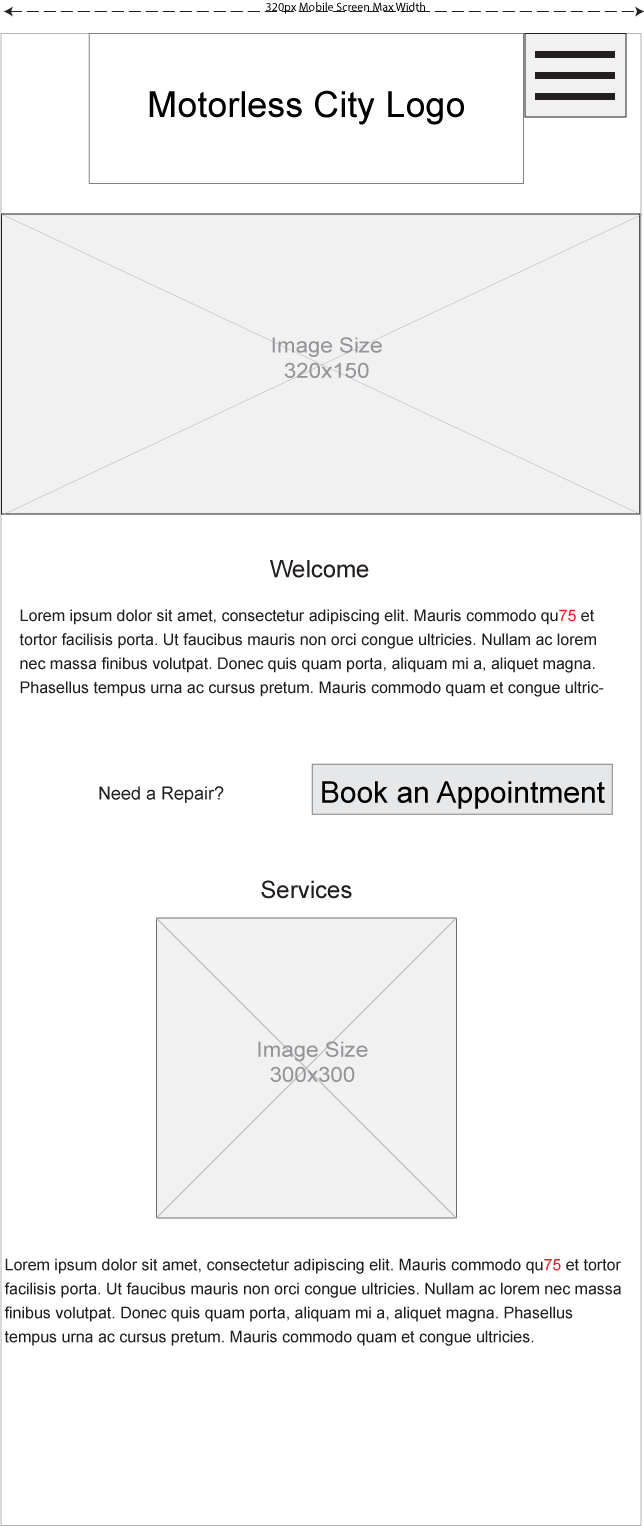 320px Mobile Screen Max Width
Motorless City Logo
Image Size
320x150
Welcome
Lorem ipsum dolor sit amet, consectetur adipiscing elit. Mauris commodo qu75 et
tortor facilisis porta. Ut faucibus mauris non orci congue ultricies. Nullam ac lorem
nec massa finibus volutpat. Donec quis quam porta, aliquam mi a, aliquet magna.
Phasellus tempus urna ac cursus pretum. Mauris commodo quam et congue ultric-
Need a Repair?
Book an Appointment
Services
Image Size
300x300
Lorem ipsum dolor sit amet, consectetur adipiscing elit. Mauris commodo qu75 et tortor
facilisis porta. Ut faucibus mauris non orci congue ultricies. Nullam ac lorem nec massa
finibus volutpat. Donec quis quam porta, aliquam mi a, aliquet magna. Phasellus
tempus urna ac cursus pretum. Mauris commodo quam et congue ultricies.